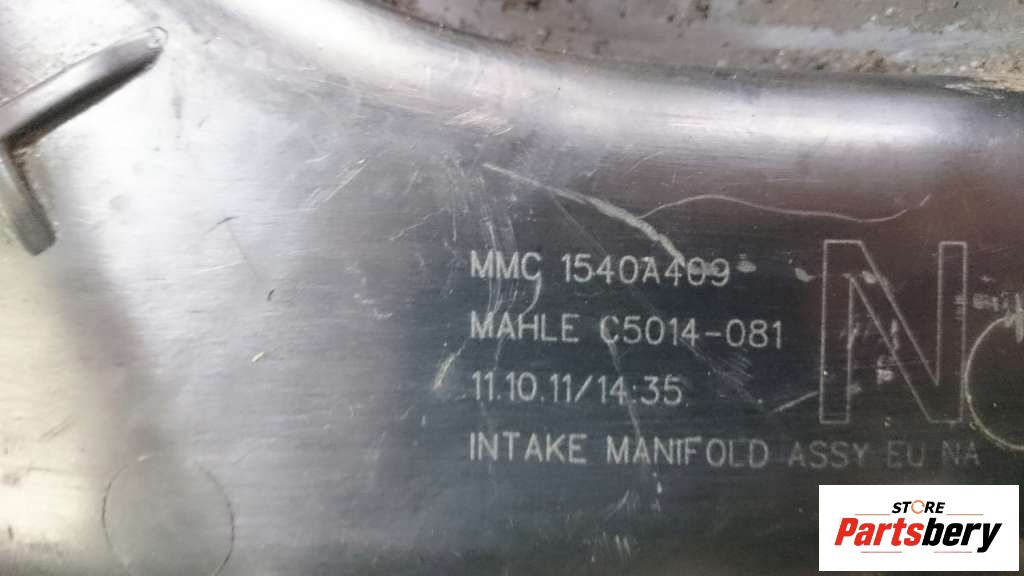 MMC 1540A409
MAHLE C5014-081
11.10.11/14:35
INTAKE MANIFOLD ASSY EU NA
STORE
Partsbery